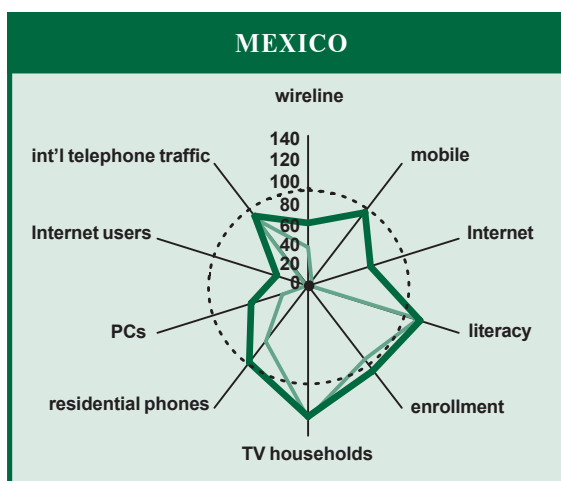 MEXICO
wireline
140
120
100
80
60
40
20
0
int'l telephone traffic
mobile
Internet users
Internet
PCs
literacy
residential phones
enrollment
TV households